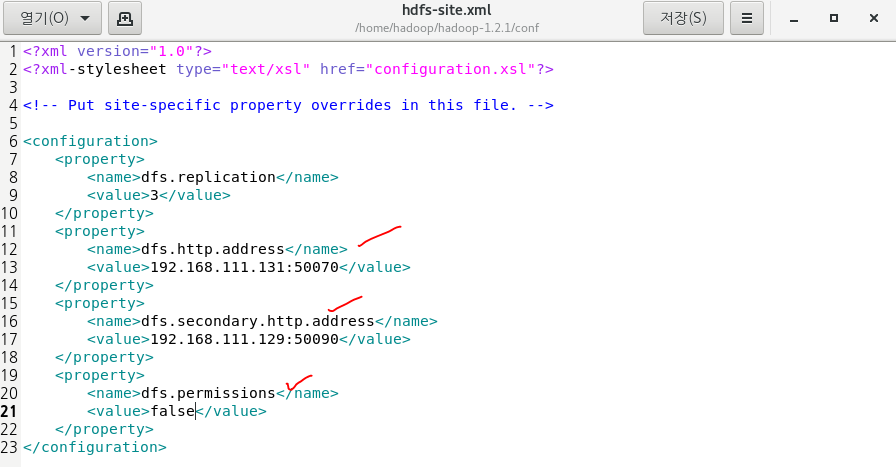 열기(O)
hdfs-site.xml
/home/hadoop/hadoop-1.2.1/conf
저장(S)
1 <?xml version="1.0"?>
2 <?xml-stylesheet type="text/xsl" href="configuration.xsl"?>
3
4 <!-- Put site-specific property overrides in this file. -->
5
6 <configuration>
7 <property>
8 <name>dfs.replication</name>
9 <value>3</value>
10 </property>
11 <property>
12 <name>dfs.http.address</name>
13 <value>192.168.111.131:50070</value>
14 </property>
15 <property>
16 <name>dfs.secondary.http.address</name>
17 <value>192.168.111.129:50090</value>
18 </property>
19 <property>
20 <name>dfs.permissions</name>
21 <value>false</value>
22 </property>
23 </configuration>